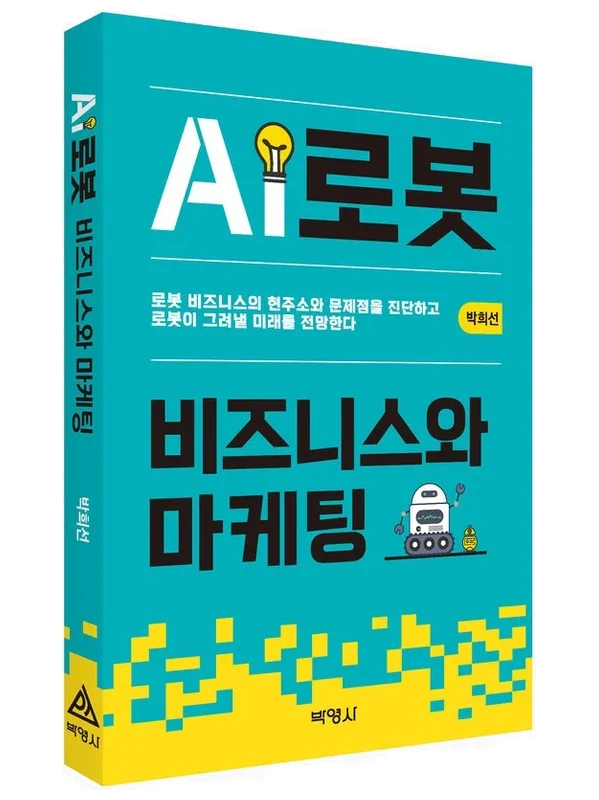 Ai 로봇 비즈니스와 마케팅
박희선
박영사
Ai로봇
로봇 비즈니스의 현주소와 문제점을 진단하고
로봇이 그려낼 미래를 전망한다
박희선
비즈니스와
마케팅
박영사